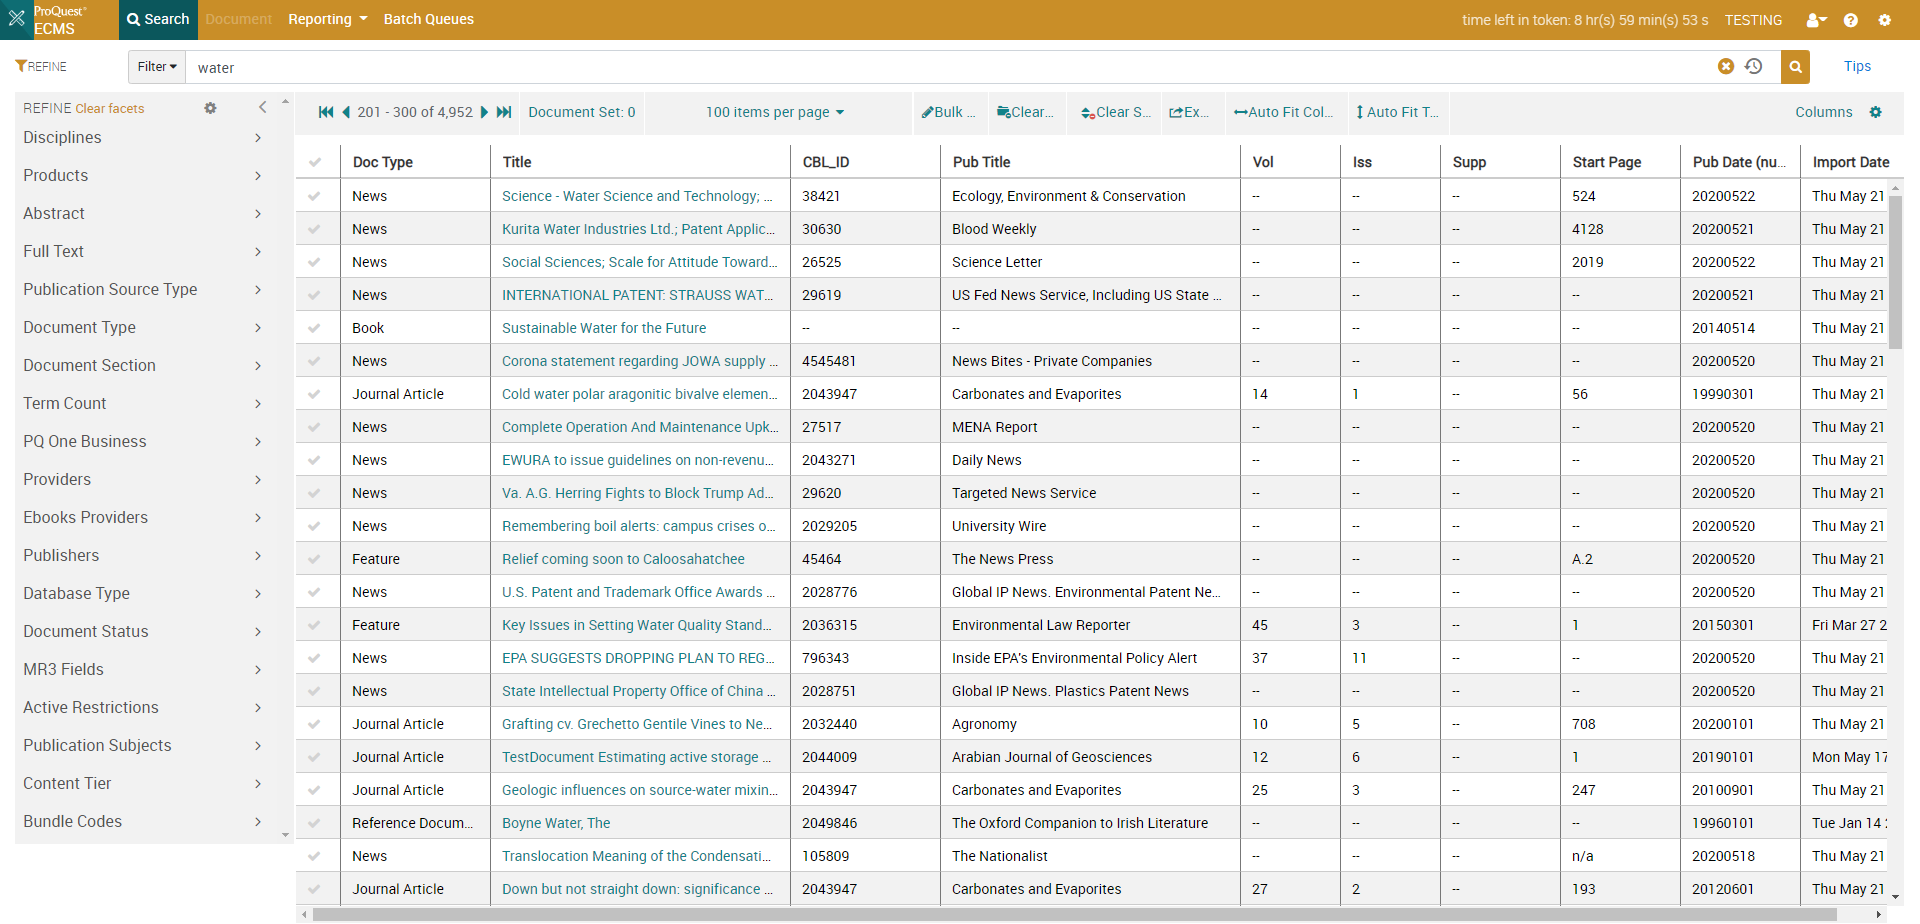 ProQuest®
ECMS
Search Document Reporting Batch Queues time left in token: 8 hr(s) 59 min(s) 53 s TESTING
REFINE Filter water Tips
REFINE Clear facets
Disciplines
Products
Abstract
Full Text
Publication Source Type
Document Type
Document Section
Term Count
PQ One Business
Providers
Ebooks Providers
Publishers
Database Type
Document Status
MR3 Fields
Active Restrictions
Publication Subjects
Content Tier
Bundle Codes
201 - 300 of 4,952 Document Set: 0 100 items per page Bulk ... Clear... Clear S... Ex... Auto Fit Col... Auto Fit T... Columns
Doc Type Title CBL_ID Pub Title Vol Iss Supp Start Page Pub Date (nu... Import Date
News Science - Water Science and Technology; ... 38421 Ecology, Environment & Conservation -- -- -- 524 20200522 Thu May 21
News Kurita Water Industries Ltd.; Patent Applic... 30630 Blood Weekly -- -- -- 4128 20200521 Thu May 21
News Social Sciences; Scale for Attitude Toward... 26525 Science Letter -- -- -- 2019 20200522 Thu May 21
News INTERNATIONAL PATENT: STRAUSS WAT... 29619 US Fed News Service, Including US State ... -- -- -- -- 20200521 Thu May 21
Book Sustainable Water for the Future -- -- -- -- -- -- 20140514 Thu May 21
News Corona statement regarding JOWA supply ... 4545481 News Bites - Private Companies -- -- -- -- 20200520 Thu May 21
Journal Article Cold water polar aragonitic bivalve elemen... 2043947 Carbonates and Evaporites 14 1 -- 56 19990301 Thu May 21
News Complete Operation And Maintenance Upk... 27517 MENA Report -- -- -- -- 20200520 Thu May 21
News EWURA to issue guidelines on non-revenu... 2043271 Daily News -- -- -- -- 20200520 Thu May 21
News Va. A.G. Herring Fights to Block Trump Ad... 29620 Targeted News Service -- -- -- -- 20200520 Thu May 21
News Remembering boil alerts: campus crises o... 2029205 University Wire -- -- -- -- 20200520 Thu May 21
Feature Relief coming soon to Caloosahatchee 45464 The News Press -- -- -- A.2 20200520 Thu May 21
News U.S. Patent and Trademark Office Awards ... 2028776 Global IP News. Environmental Patent Ne... -- -- -- -- 20200520 Thu May 21
Feature Key Issues in Setting Water Quality Stand... 2036315 Environmental Law Reporter 45 3 -- 1 20150301 Fri Mar 27 2
News EPA SUGGESTS DROPPING PLAN TO REG... 796343 Inside EPA's Environmental Policy Alert 37 11 -- -- 20200520 Thu May 21
News State Intellectual Property Office of China ... 2028751 Global IP News. Plastics Patent News -- -- -- -- 20200520 Thu May 21
Journal Article Grafting cv. Grechetto Gentile Vines to Ne... 2032440 Agronomy 10 5 -- 708 20200101 Thu May 21
Journal Article TestDocument Estimating active storage ... 2044009 Arabian Journal of Geosciences 12 6 -- 1 20190101 Mon May 17
Journal Article Geologic influences on source-water mixin... 2043947 Carbonates and Evaporites 25 3 -- 247 20100901 Thu May 21
Reference Docum... Boyne Water, The 2049846 The Oxford Companion to Irish Literature -- -- -- -- 19960101 Tue Jan 14
News Translocation Meaning of the Condensati... 105809 The Nationalist -- -- -- n/a 20200518 Thu May 21
Journal Article Down but not straight down: significance ... 2043947 Carbonates and Evaporites 27 2 -- 193 20120601 Thu May 21